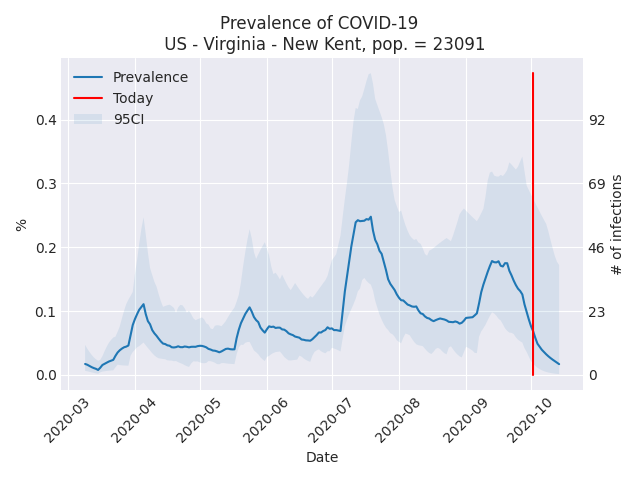 Prevalence of COVID-19
US - Virginia - New Kent, pop. = 23091
Prevalence
Today
95CI
0.4
0.3
0.2
0.1
0.0
%
92
69
46
23
0
# of infections
2020-03
2020-04
2020-05
2020-06
2020-07
2020-08
2020-09
2020-10
Date